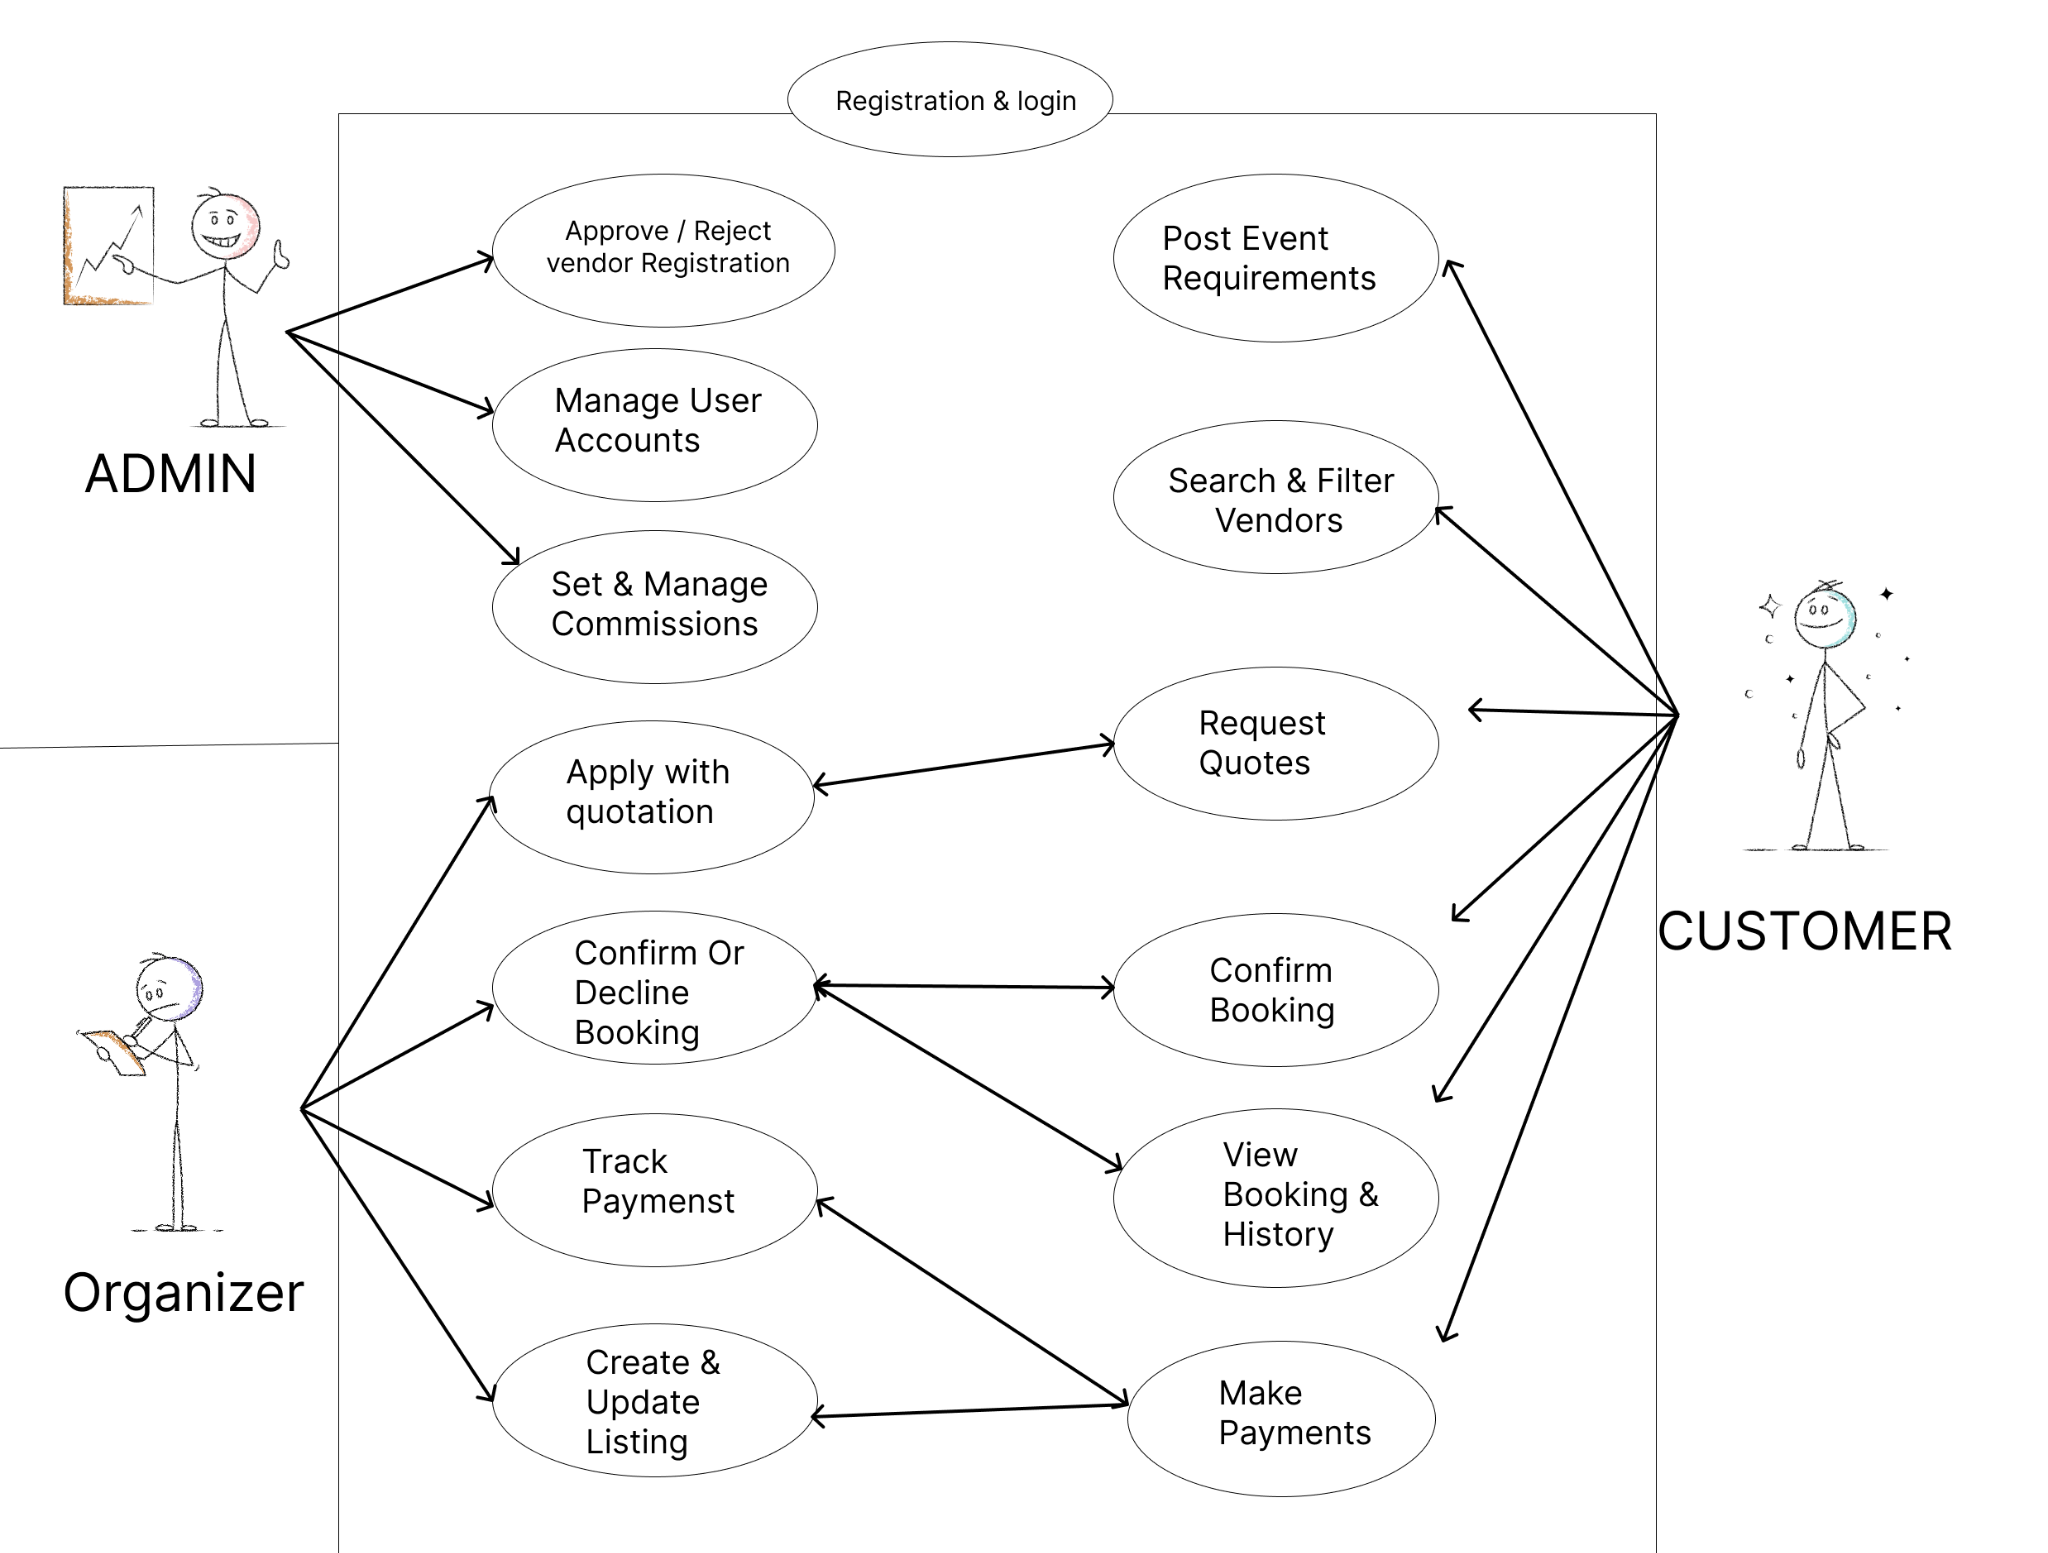 Registration & login
Approve / Reject
vendor Registration
Post Event
Requirements
Manage User
Accounts
ADMIN
Search & Filter
Vendors
Set & Manage
Commissions
Request
Quotes
Apply with
quotation
CUSTOMER
Confirm Or
Decline
Booking
Confirm
Booking
Track
Paymenst
View
Booking &
History
Organizer
Create &
Update
Listing
Make
Payments